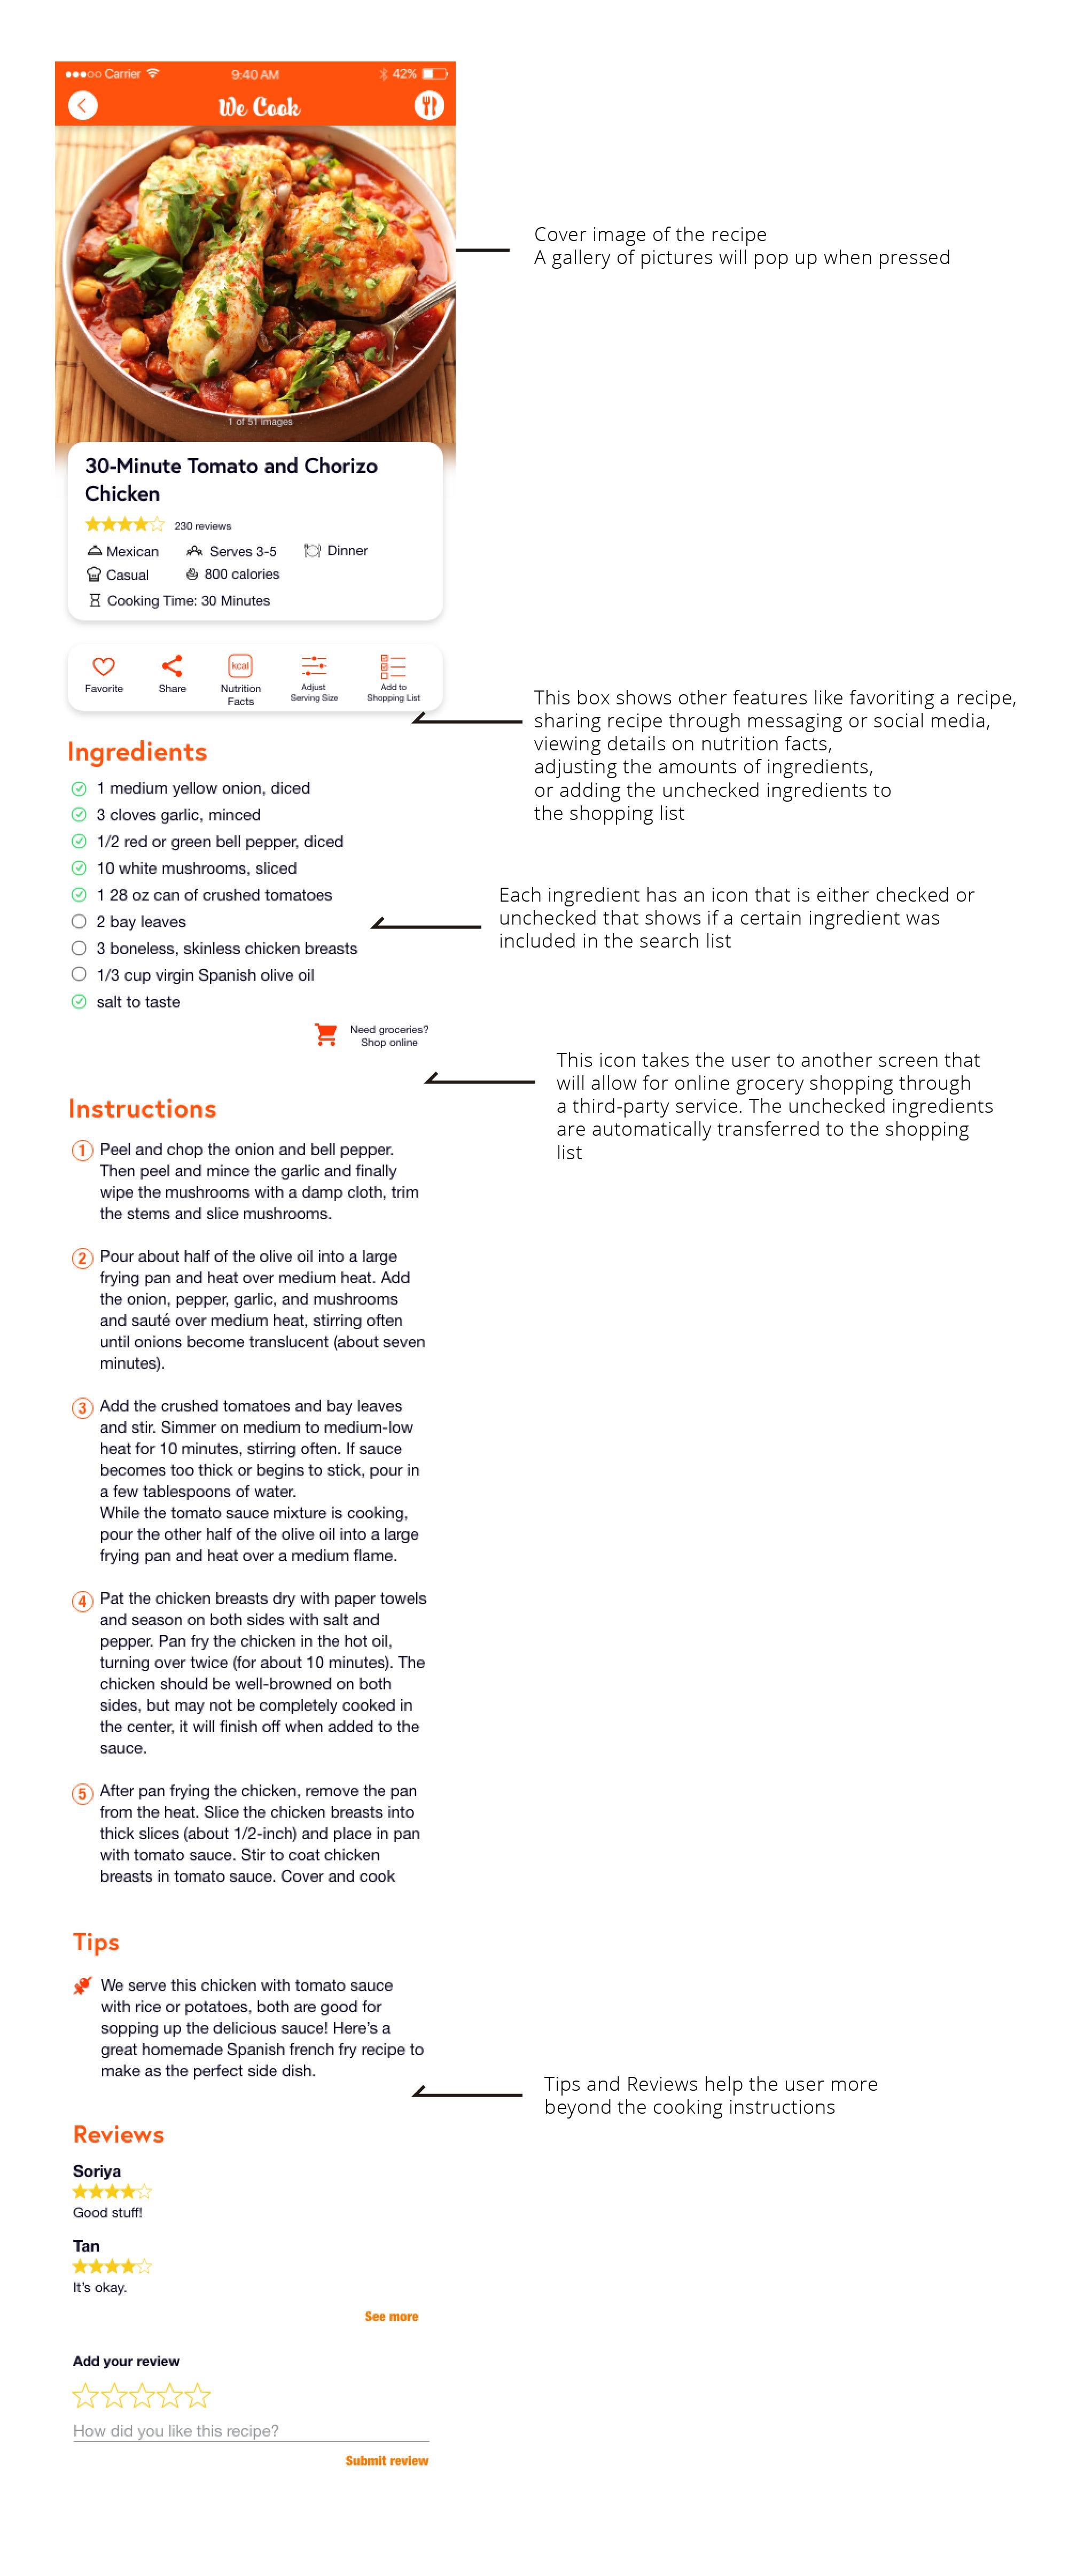 Carrier 9:40 AM 42%
We Cook
Cover image of the recipe
A gallery of pictures will pop up when pressed
1 of 51 images
30-Minute Tomato and Chorizo
Chicken
230 reviews
Mexican Serves 3-5 Dinner
Casual 800 calories
Cooking Time: 30 Minutes
kcal
Favorite
Share
Nutrition
Facts
Adjust
Serving Size
Add to
Shopping List
This box shows other features like favoriting a recipe,
sharing recipe through messaging or social media,
viewing details on nutrition facts,
adjusting the amounts of ingredients,
or adding the unchecked ingredients to
the shopping list
Ingredients
1 medium yellow onion, diced
3 cloves garlic, minced
1/2 red or green bell pepper, diced
10 white mushrooms, sliced
1 28 oz can of crushed tomatoes
2 bay leaves
3 boneless, skinless chicken breasts
1/3 cup virgin Spanish olive oil
salt to taste
Each ingredient has an icon that is either checked or
unchecked that shows if a certain ingredient was
included in the search list
Need groceries?
Shop online
This icon takes the user to another screen that
will allow for online grocery shopping through
a third-party service. The unchecked ingredients
are automatically transferred to the shopping
list
Instructions
1 Peel and chop the onion and bell pepper.
Then peel and mince the garlic and finally
wipe the mushrooms with a damp cloth, trim
the stems and slice mushrooms.
2 Pour about half of the olive oil into a large
frying pan and heat over medium heat. Add
the onion, pepper, garlic, and mushrooms
and sauté over medium heat, stirring often
until onions become translucent (about seven
minutes).
3 Add the crushed tomatoes and bay leaves
and stir. Simmer on medium to medium-low
heat for 10 minutes, stirring often. If sauce
becomes too thick or begins to stick, pour in
a few tablespoons of water.
While the tomato sauce mixture is cooking,
pour the other half of the olive oil into a large
frying pan and heat over a medium flame.
4 Pat the chicken breasts dry with paper towels
and season on both sides with salt and
pepper. Pan fry the chicken in the hot oil,
turning over twice (for about 10 minutes). The
chicken should be well-browned on both
sides, but may not be completely cooked in
the center, it will finish off when added to the
sauce.
5 After pan frying the chicken, remove the pan
from the heat. Slice the chicken breasts into
thick slices (about 1/2-inch) and place in pan
with tomato sauce. Stir to coat chicken
breasts in tomato sauce. Cover and cook
Tips
We serve this chicken with tomato sauce
with rice or potatoes, both are good for
sopping up the delicious sauce! Here's a
great homemade Spanish french fry recipe to
make as the perfect side dish.
Tips and Reviews help the user more
beyond the cooking instructions
Reviews
Soriya
Good stuff!
Tan
It's okay.
See more
Add your review
How did you like this recipe?
Submit review